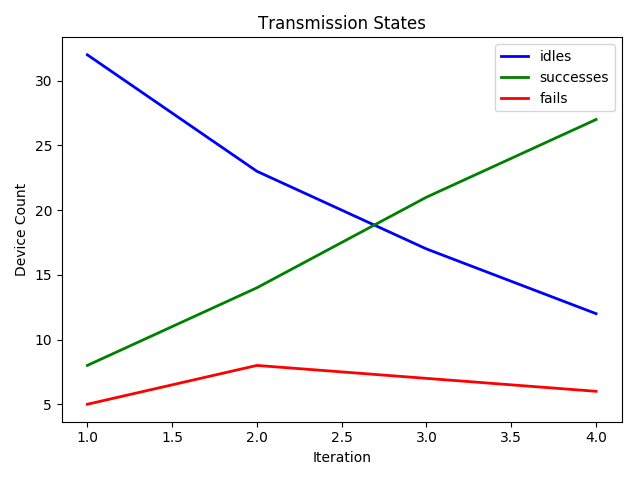 Transmission States
idles
successes
fails
Device Count
30
25
20
15
10
5
1.0 1.5 2.0 2.5 3.0 3.5 4.0
Iteration